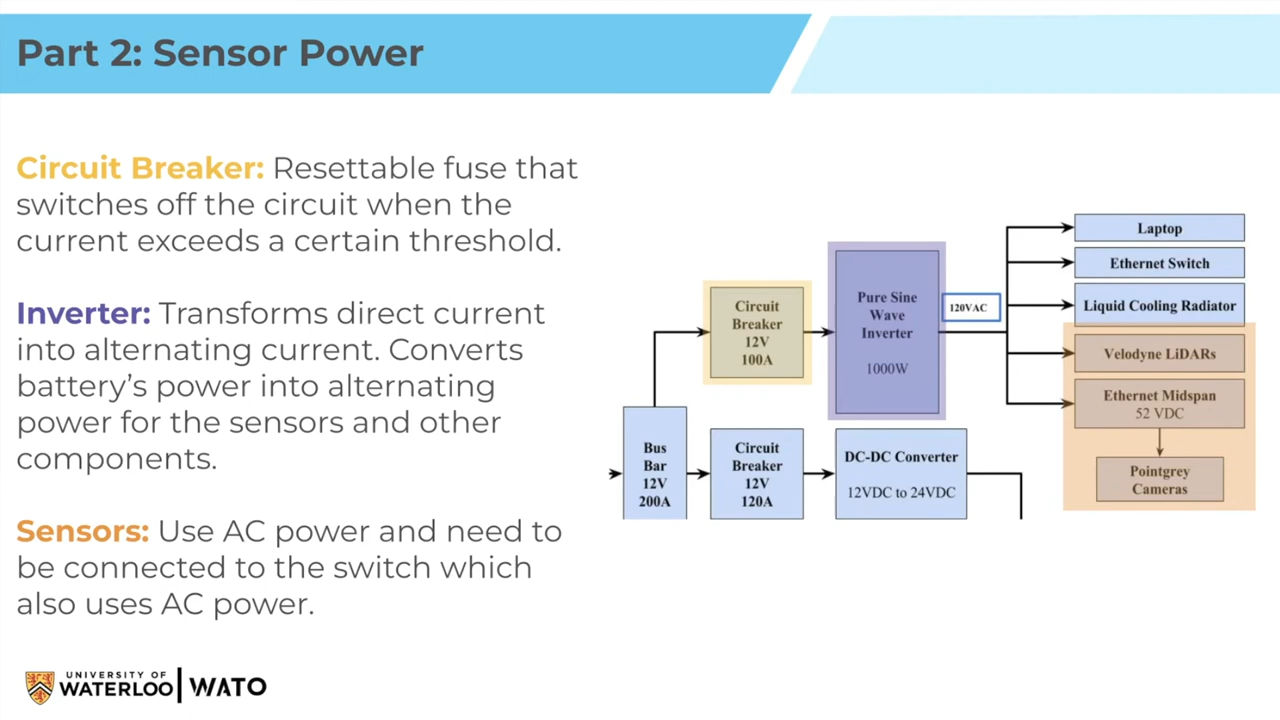 Part 2: Sensor Power
Circuit Breaker: Resettable fuse that
switches off the circuit when the
current exceeds a certain threshold.
Inverter: Transforms direct current
into alternating current. Converts
battery's power into alternating
power for the sensors and other
components.
Sensors: Use AC power and need to
be connected to the switch which
also uses AC power.
Bus
Bar
12V
200A
Circuit
Breaker
12V
100A
Pure Sine
Wave
Inverter
1000W
120VAC
Laptop
Ethernet Switch
Liquid Cooling Radiator
Velodyne LiDARs
Ethernet Midspan
52 VDC
Pointgrey
Cameras
Circuit
Breaker
12V
120A
DC-DC Converter
12VDC to 24VDC
UNIVERSITY OF
WATERLOO
WATO